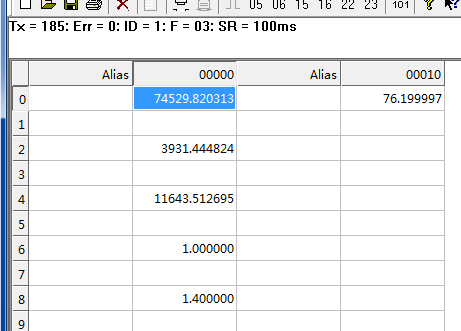 05 06 15 16 22 23 101
Tx = 185: Err = 0: ID = 1: F = 03: SR = 100ms
Alias 00000 Alias 00010
0 74529.820313 76.199997
1
2 3931.444824
3
4 11643.512695
5
6 1.000000
7
8 1.400000
9